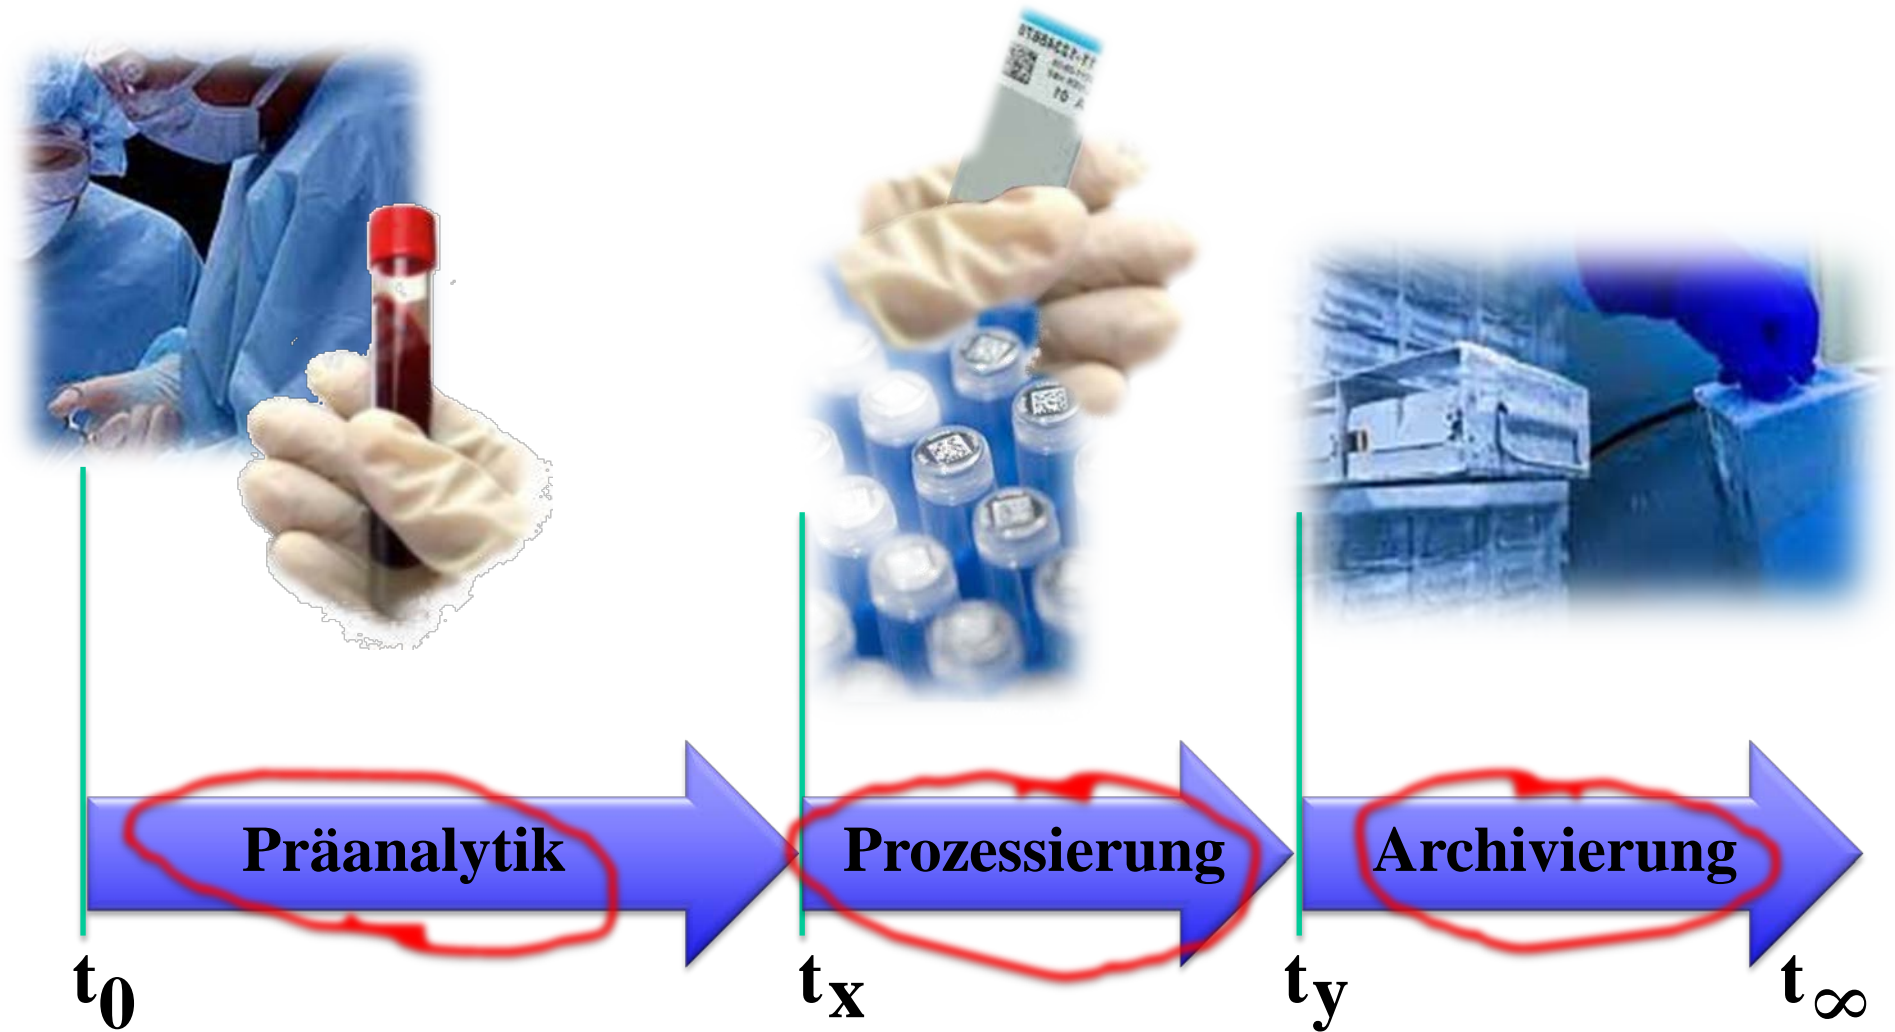 Präanalytik Prozessierung Archivierung
t0 tx ty t∞